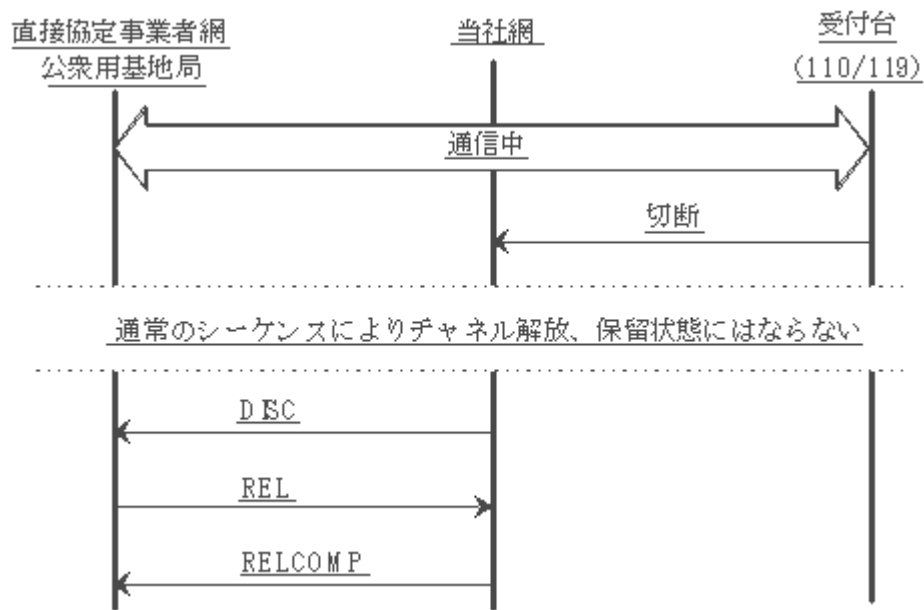 直接協定事業者網
公衆用基地局
当社網
受付台
(110/119)
通信中
切断
通常のシーケンスによりチャネル解放、保留状態にはならない
DISC
REL
RELCOMP